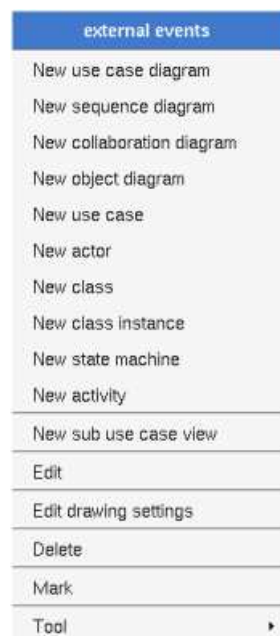 external events
New use case diagram
New sequence diagram
New collaboration diagram
New object diagram
New use case
New actor
New class
New class instance
New state machine
New activity
New sub use case view
Edit
Edit drawing settings
Delete
Mark
Tool